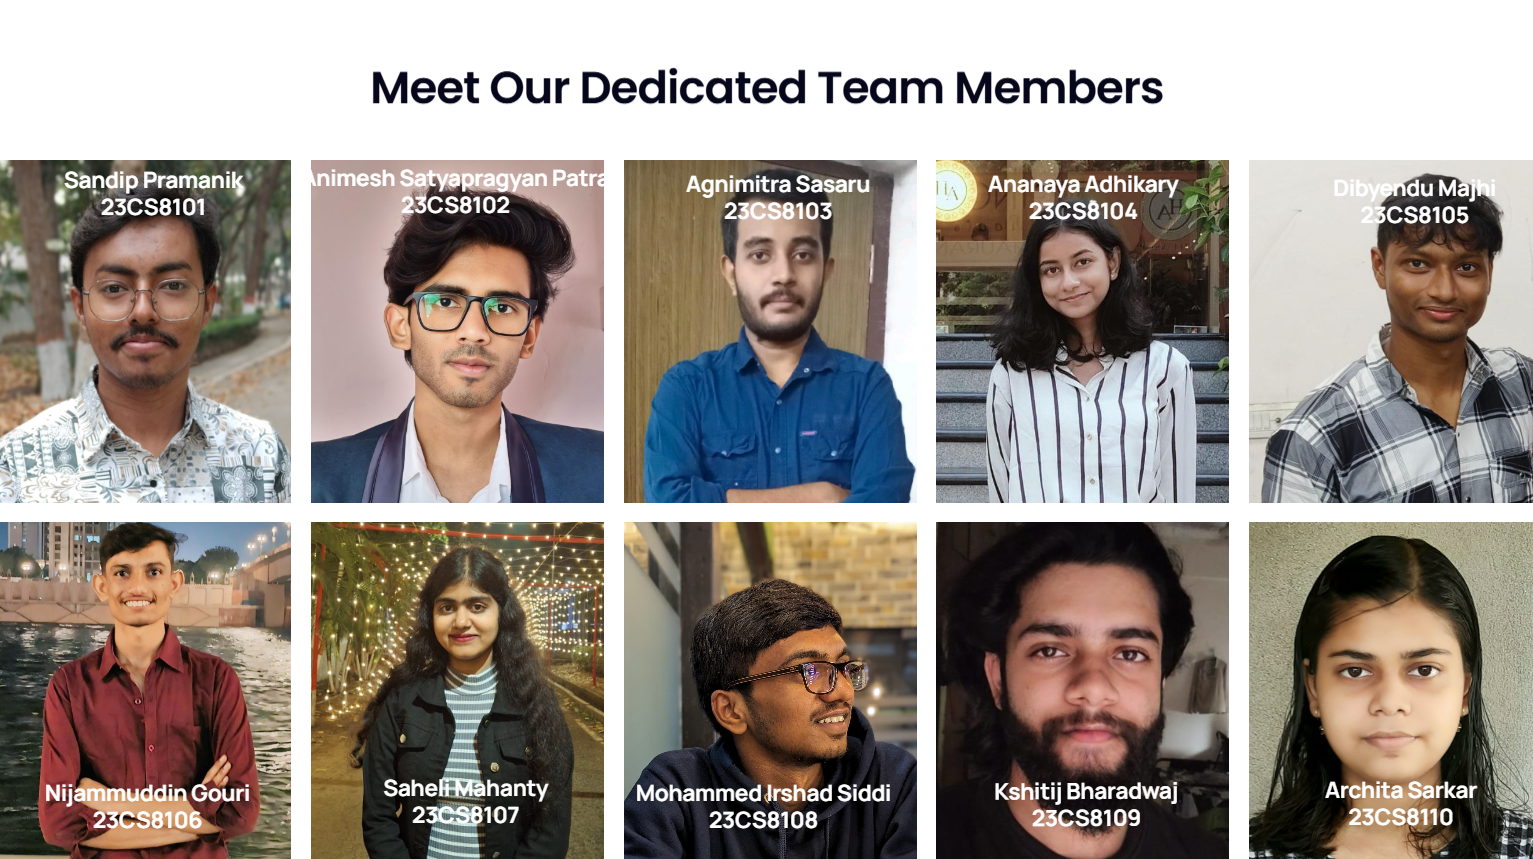 Meet Our Dedicated Team Members
Sandip Pramanik
23CS8101
Animesh Satyapragyan Patra
23CS8102
Agnimitra Sasaru
23CS8103
Ananaya Adhikary
23CS8104
Dibyendu Majhi
23CS8105
Nijammuddin Gouri
23CS8106
Saheli Mahanty
23CS8107
Mohammed Irshad Siddi
23CS8108
Kshitij Bharadwaj
23CS8109
Archita Sarkar
23CS8110